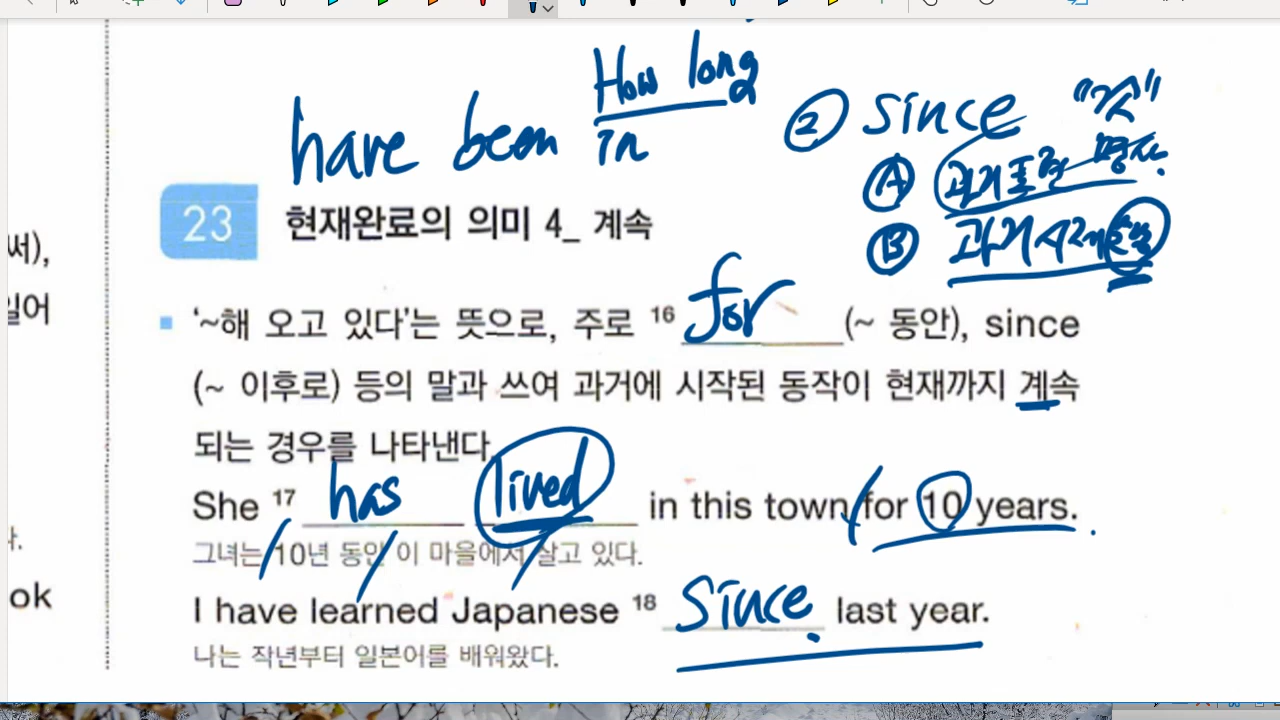 How long
have been in
② since "것"
Ⓐ 과거표현 명사.
Ⓑ 과거시제문장
23 현재완료의 의미 4_ 계속
'~해 오고 있다'는 뜻으로, 주로 16 for (~ 동안), since
(~ 이후로) 등의 말과 쓰여 과거에 시작된 동작이 현재까지 계속
되는 경우를 나타낸다.
She 17 has lived in this town for 10 years.
그녀는 10년 동안 이 마을에서 살고 있다.
I have learned Japanese 18 Since last year.
나는 작년부터 일본어를 배워왔다.
일어
ok